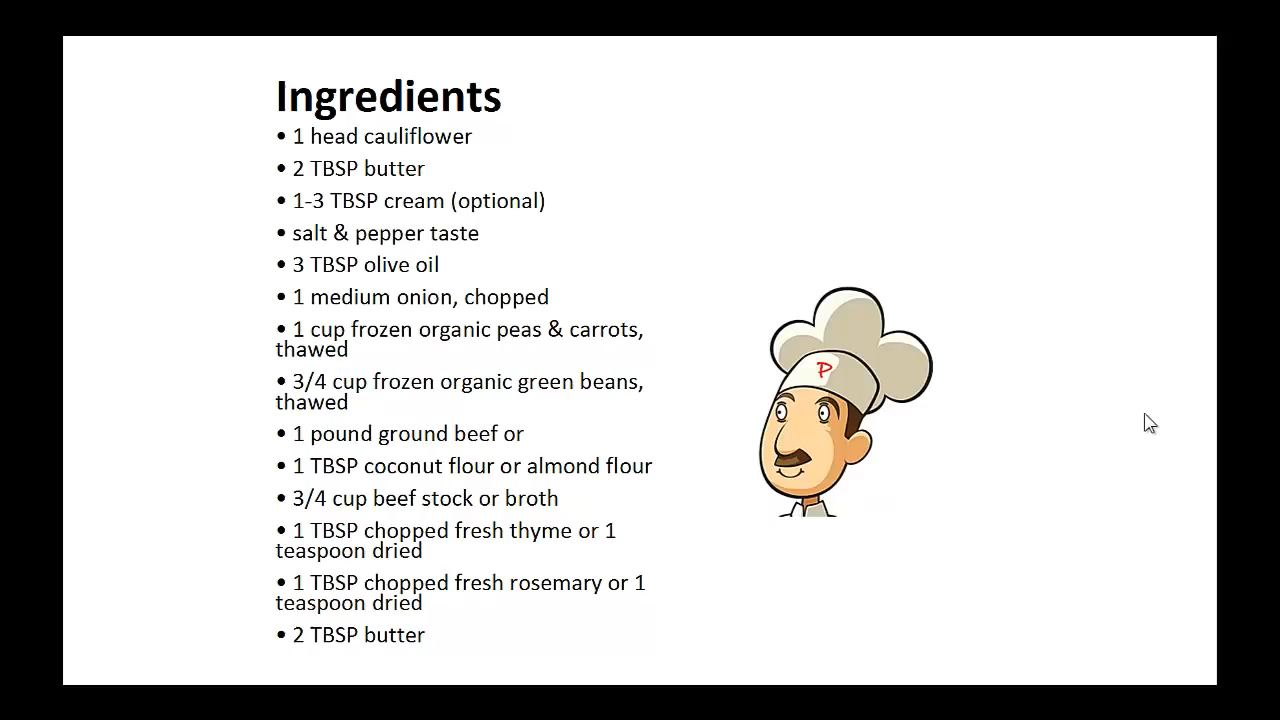 Ingredients
• 1 head cauliflower
• 2 TBSP butter
• 1-3 TBSP cream (optional)
• salt & pepper taste
• 3 TBSP olive oil
• 1 medium onion, chopped
• 1 cup frozen organic peas & carrots,
thawed
• 3/4 cup frozen organic green beans,
thawed
• 1 pound ground beef or
• 1 TBSP coconut flour or almond flour
• 3/4 cup beef stock or broth
• 1 TBSP chopped fresh thyme or 1
teaspoon dried
• 1 TBSP chopped fresh rosemary or 1
teaspoon dried
• 2 TBSP butter
P